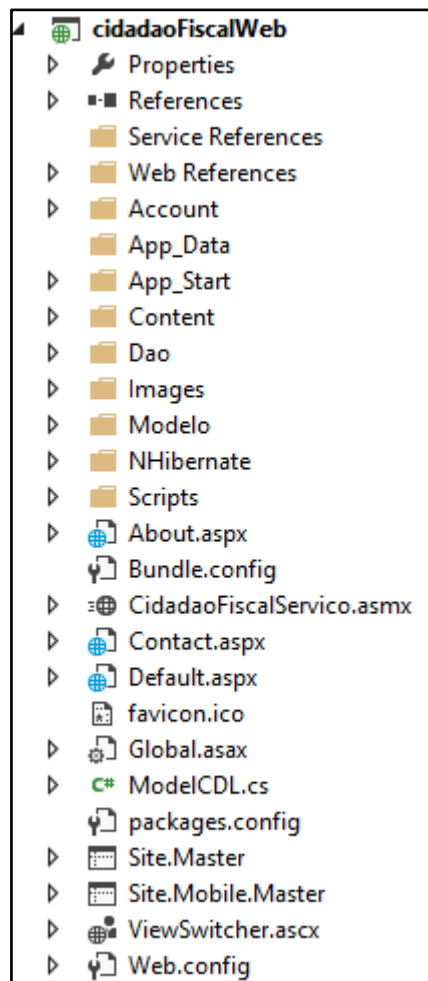 cidadaoFiscalWeb
Properties
References
Service References
Web References
Account
App_Data
App_Start
Content
Dao
Images
Modelo
NHibernate
Scripts
About.aspx
Bundle.config
CidadaoFiscalServico.asmx
Contact.aspx
Default.aspx
favicon.ico
Global.asax
C# ModelCDL.cs
packages.config
Site.Master
Site.Mobile.Master
ViewSwitcher.ascx
Web.config